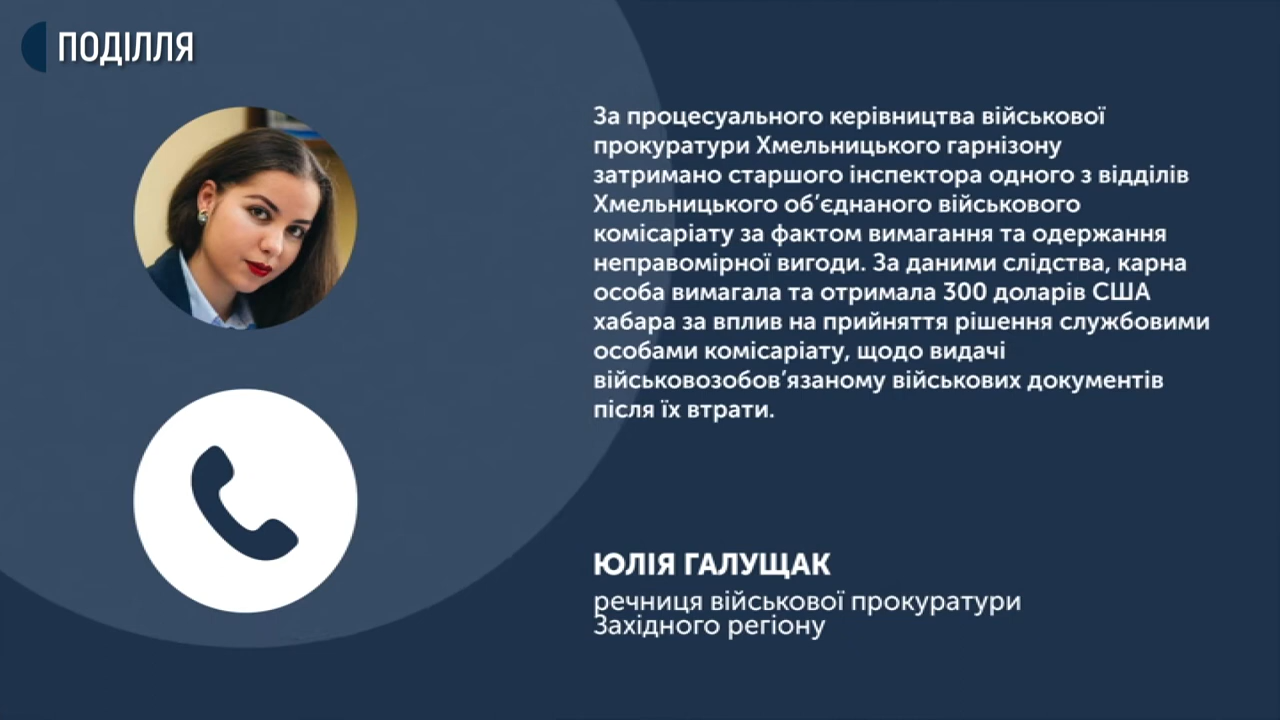 ПОДІЛЛЯ
За процесуального керівництва військової
прокуратури Хмельницького гарнізону
затримано старшого інспектора одного з відділів
Хмельницького об’єднаного військового
комісаріату за фактом вимагання та одержання
неправомірної вигоди. За даними слідства, карна
особа вимагала та отримала 300 доларів США
хабара за вплив на прийняття рішення службовими
особами комісаріату, щодо видачі
військовозобов’язаному військових документів
після їх втрати.
ЮЛІЯ ГАЛУЩАК
речниця військової прокуратури
Західного регіону